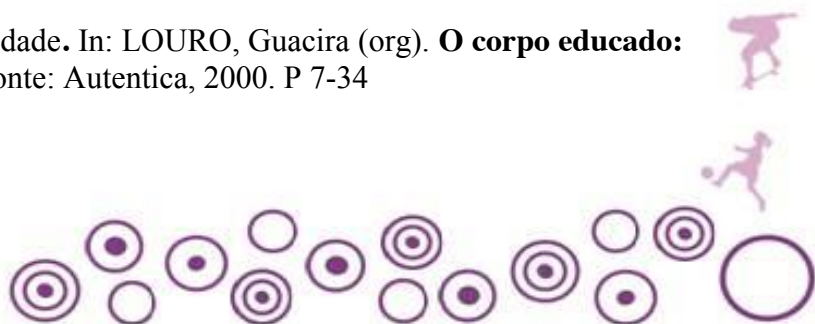 dade. In: LOURO, Guacira (org). O corpo educado:
onte: Autentica, 2000. P 7-34